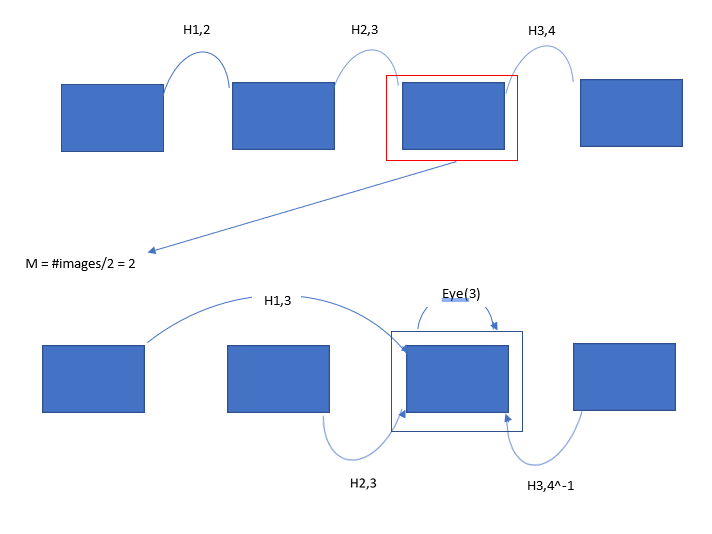 H1,2
H2,3
H3,4
M = #images/2 = 2
H1,3
Eye(3)
H2,3
H3,4^-1